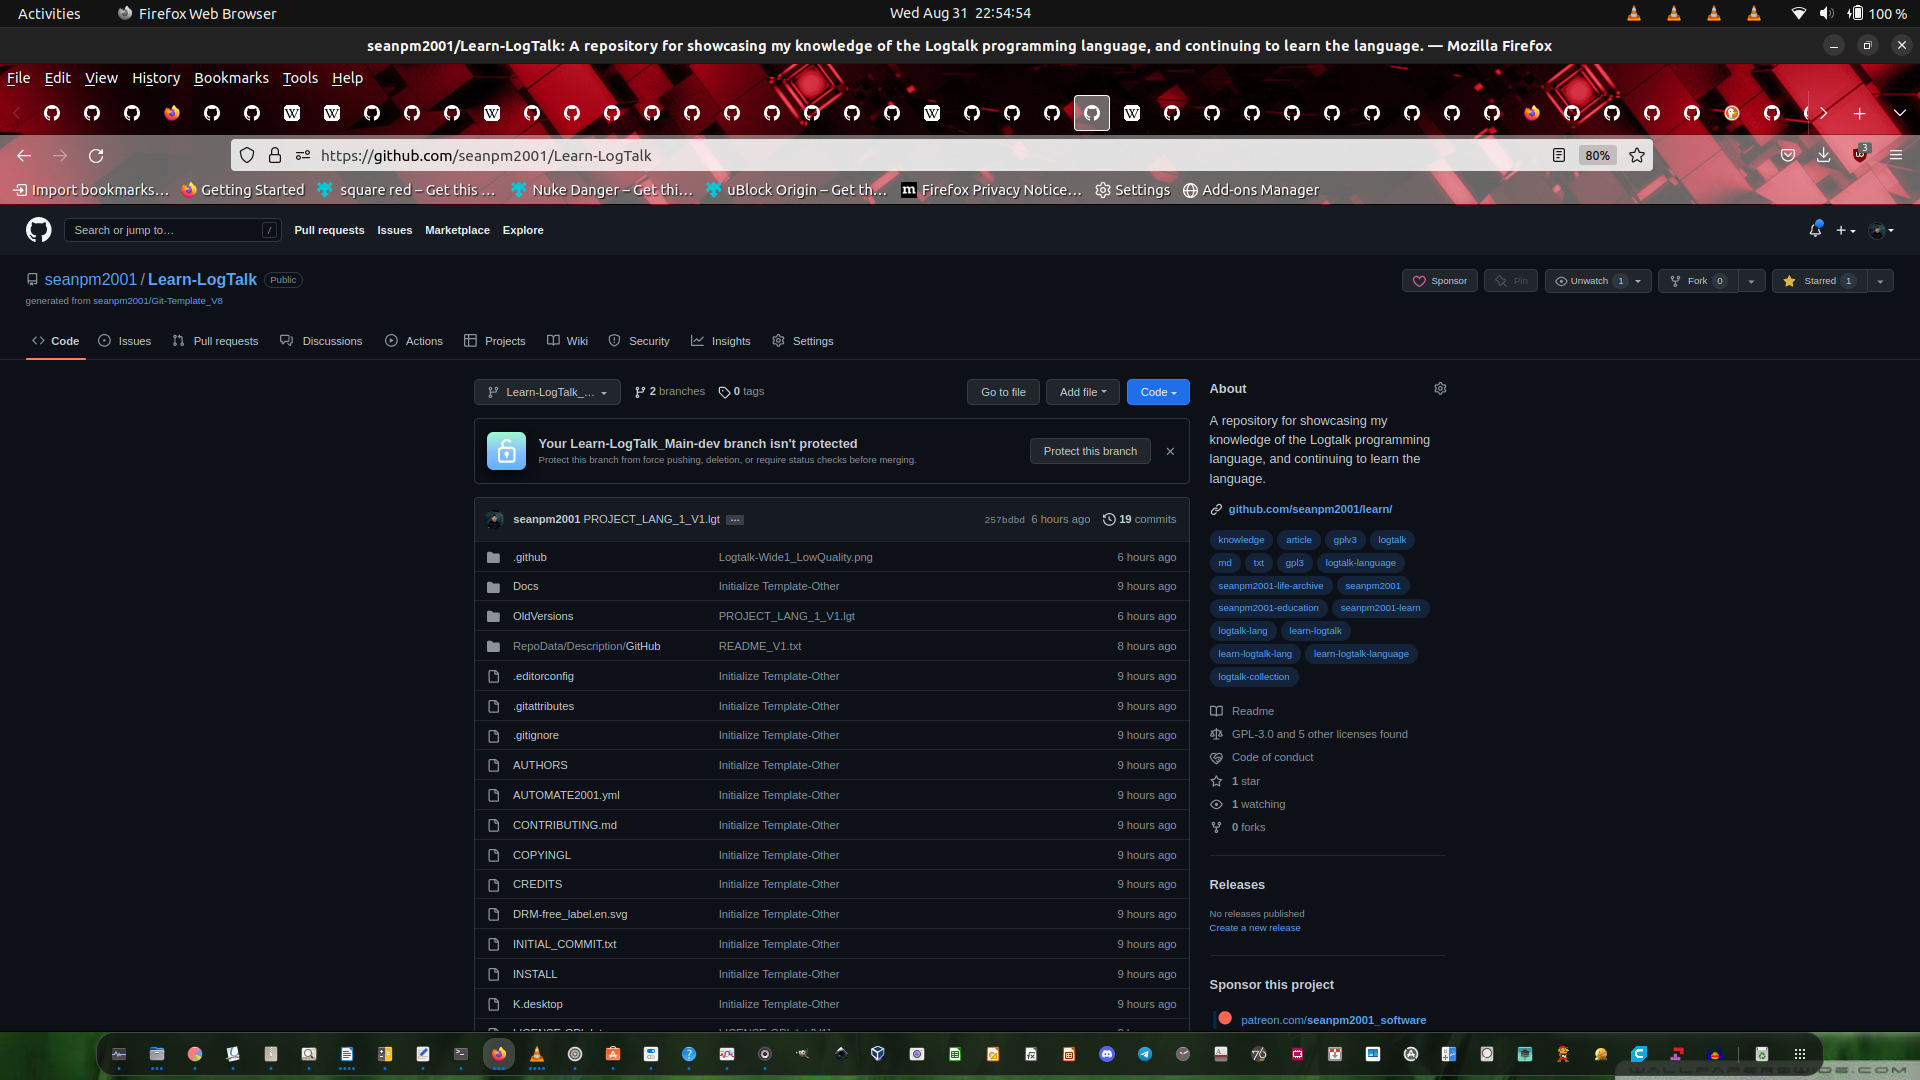 Activities
Firefox Web Browser
Wed Aug 31 22:54:54
100 %
seanpm2001/Learn-LogTalk: A repository for showcasing my knowledge of the Logtalk programming language, and continuing to learn the language. — Mozilla Firefox
File Edit View History Bookmarks Tools Help
https://github.com/seanpm2001/Learn-LogTalk
80%
3
Import bookmarks…
Getting Started
square red – Get this …
Nuke Danger – Get thi…
uBlock Origin – Get th…
Firefox Privacy Notice…
Settings
Add-ons Manager
Search or jump to…
/
Pull requests Issues Marketplace Explore
seanpm2001 / Learn-LogTalk Public
generated from seanpm2001/Git-Template_V8
Sponsor
Pin
Unwatch 1
Fork 0
Starred 1
Code
Issues
Pull requests
Discussions
Actions
Projects
Wiki
Security
Insights
Settings
Learn-LogTalk_…
2 branches
0 tags
Go to file
Add file
Code
Your Learn-LogTalk_Main-dev branch isn't protected
Protect this branch from force pushing, deletion, or require status checks before merging.
Protect this branch
seanpm2001 PROJECT_LANG_1_V1.lgt …
257bdbd 6 hours ago
19 commits
.github Logtalk-Wide1_LowQuality.png 6 hours ago
Docs Initialize Template-Other 9 hours ago
OldVersions PROJECT_LANG_1_V1.lgt 6 hours ago
RepoData/Description/GitHub README_V1.txt 8 hours ago
.editorconfig Initialize Template-Other 9 hours ago
.gitattributes Initialize Template-Other 9 hours ago
.gitignore Initialize Template-Other 9 hours ago
AUTHORS Initialize Template-Other 9 hours ago
AUTOMATE2001.yml Initialize Template-Other 9 hours ago
CONTRIBUTING.md Initialize Template-Other 9 hours ago
COPYINGL Initialize Template-Other 9 hours ago
CREDITS Initialize Template-Other 9 hours ago
DRM-free_label.en.svg Initialize Template-Other 9 hours ago
INITIAL_COMMIT.txt Initialize Template-Other 9 hours ago
INSTALL Initialize Template-Other 9 hours ago
K.desktop Initialize Template-Other 9 hours ago
About
A repository for showcasing my
knowledge of the Logtalk programming
language, and continuing to learn the
language.
github.com/seanpm2001/learn/
knowledge article gplv3 logtalk
md txt gpl3 logtalk-language
seanpm2001-life-archive seanpm2001
seanpm2001-education seanpm2001-learn
logtalk-lang learn-logtalk
learn-logtalk-lang learn-logtalk-language
logtalk-collection
Readme
GPL-3.0 and 5 other licenses found
Code of conduct
1 star
1 watching
0 forks
Releases
No releases published
Create a new release
Sponsor this project
patreon.com/seanpm2001_software
WALLPAPERSWIDE.COM